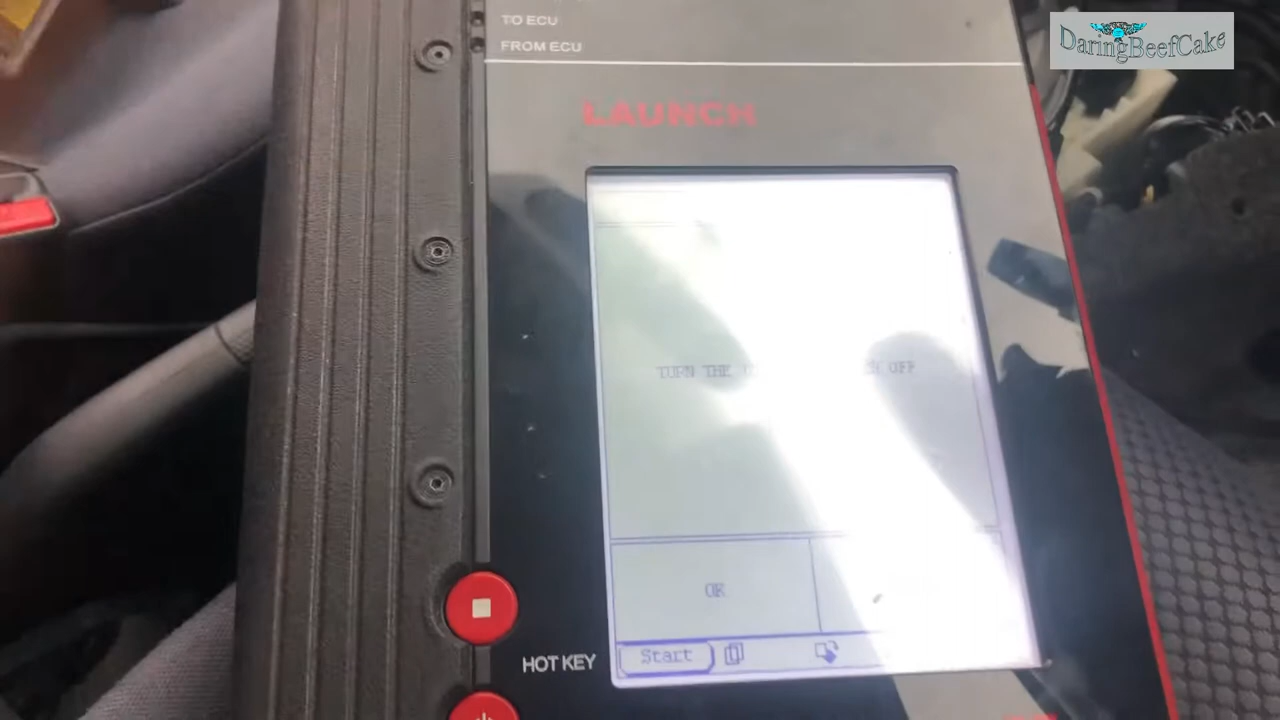 TO ECU
FROM ECU
DaringBeefCake
LAUNCH
TURN THE OFF
OK
Start
HOT KEY